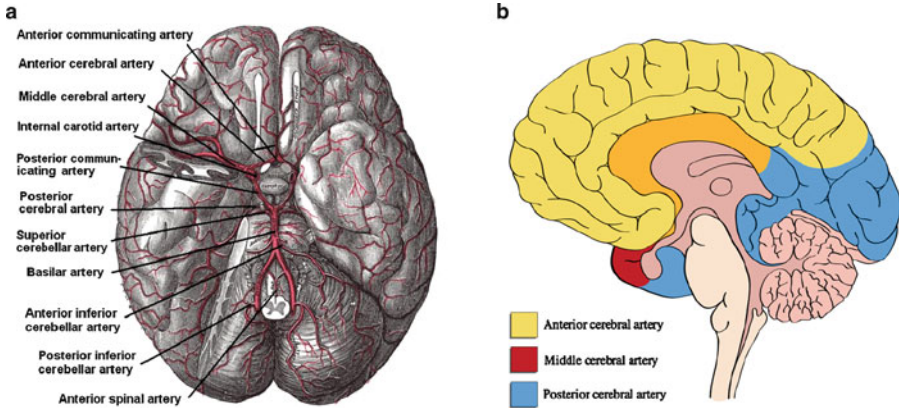 a
Anterior communicating artery
Anterior cerebral artery
Middle cerebral artery
Internal carotid artery
Posterior commun-
icating artery
Posterior
cerebral artery
Superior
cerebellar artery
Basilar artery
Anterior inferior
cerebellar artery
Posterior inferior
cerebellar artery
Anterior spinal artery
b
Anterior cerebral artery
Middle cerebral artery
Posterior cerebral artery